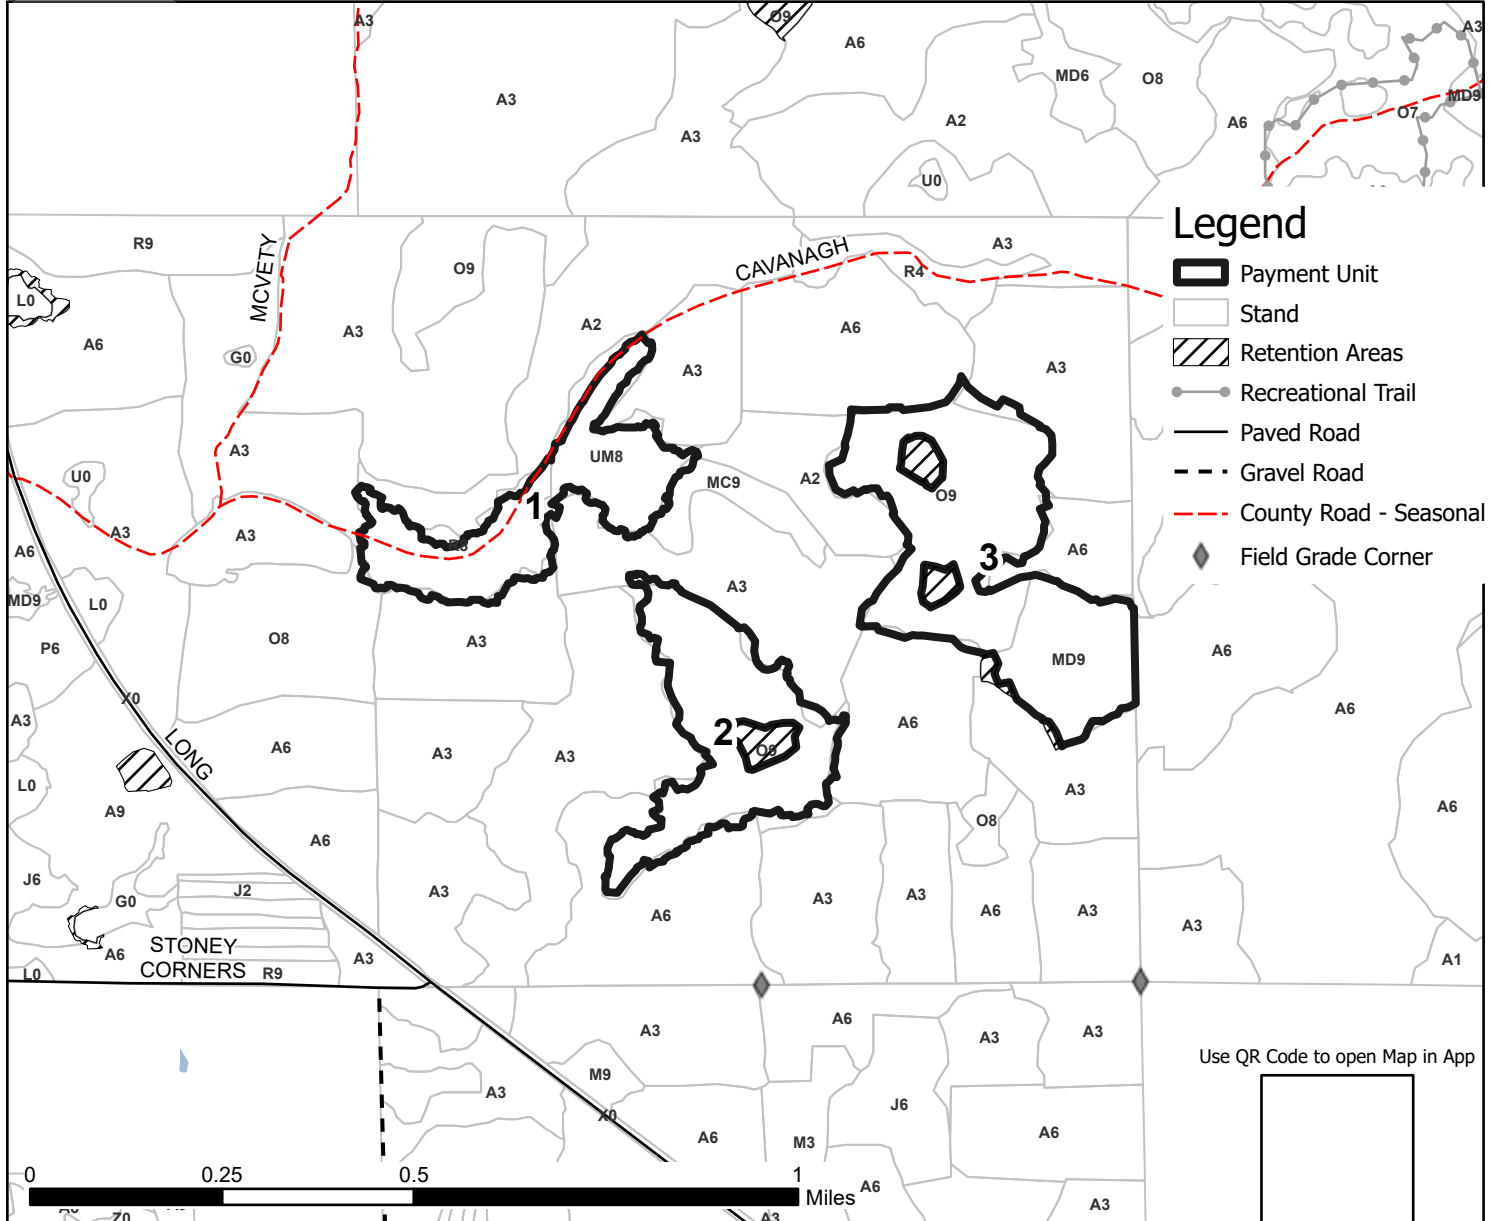 A3
O9
A6
A3
MD6
O8
A3
MD9
O7
A6
A2
A3
U0
R9
MCVETY
O9
CAVANAGH
A3
R4
L0
A6
G0
A3
A2
A6
A3
A3
Legend
Payment Unit
Stand
Retention Areas
Recreational Trail
Paved Road
Gravel Road
County Road - Seasonal
Field Grade Corner
A3
U0
UM8
MC9
A2
O9
1
A3
A3
A6
R8
A6
3
MD9
L0
A3
P6
O8
A3
MD9
A6
X0
A3
LONG
A6
A3
A3
2
O9
A6
A6
L0
A9
A6
A3
O8
A6
J6
G0
J2
A3
A6
A3
A3
A6
A3
A3
A6
STONEY
CORNERS
R9
A3
L0
A1
A3
A6
A3
A3
Use QR Code to open Map in App
A3
M9
X0
J6
A6
M3
A6
A6
A3
A3
0 0.25 0.5 1
Miles
Z0